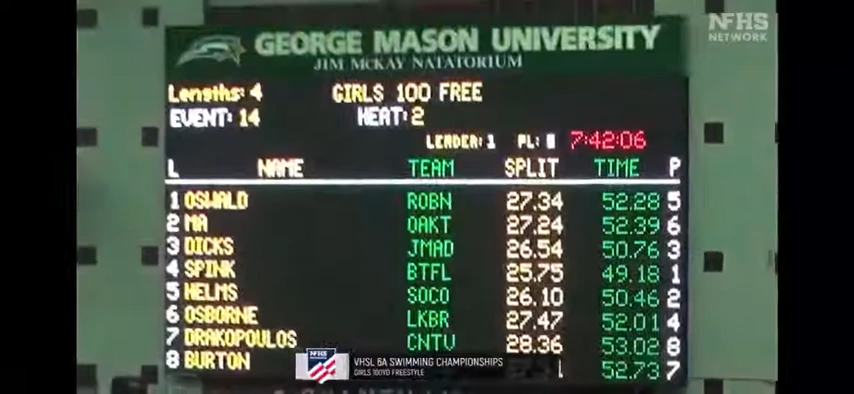 NFHS
NETWORK
GEORGE MASON UNIVERSITY
JIM MCKAY NATATORIUM
Lengths: 4 GIRLS 100 FREE
EVENT: 14 HEAT: 2
LEADER: 1 PL: 8 7:42:06
L NAME TEAM SPLIT TIME P
1 OSWALD ROBN 27.34 52.28 5
2 MA OAKT 27.24 52.39 6
3 DICKS JMAD 26.54 50.76 3
4 SPINK BTFL 25.75 49.18 1
5 HELMS SOCO 26.10 50.46 2
6 OSBORNE LKBR 27.47 52.01 4
7 DRAKOPOULOS CNTV 28.36 53.02 8
8 BURTON 52.73 7
NFHS
VHSL 6A SWIMMING CHAMPIONSHIPS
GIRLS 100YD FREESTYLE